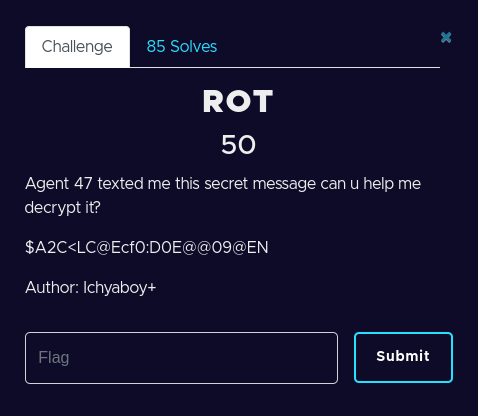 Challenge
85 Solves
ROT
50
Agent 47 texted me this secret message can u help me
decrypt it?
$A2C<LC@Ecf0:D0E@@09@EN
Author: Ichyaboy+
Flag
Submit